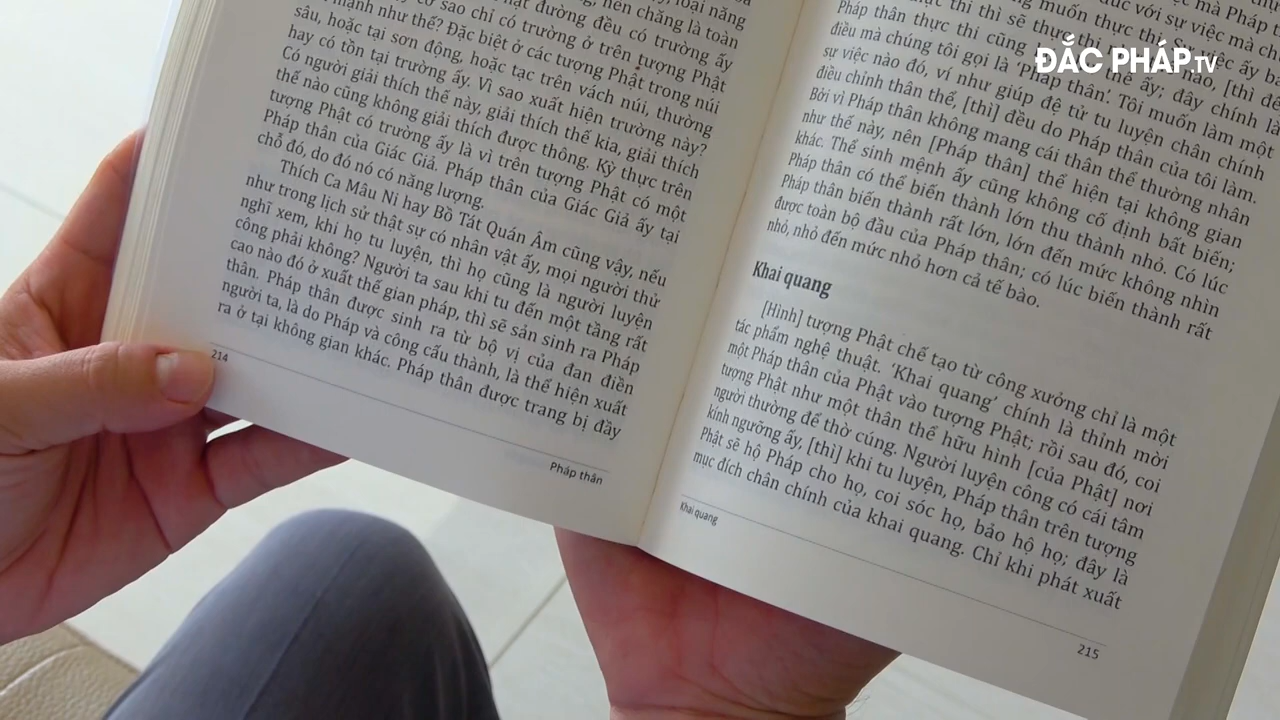 loại năng
nên chẳng là toàn
mạnh như thế? Đặc biệt ở các tượng Phật trong núi
sâu, hoặc tại sơn động, hoặc tạc trên vách núi, thường
hay có tồn tại trường ấy. Vì sao xuất hiện trường này?
Có người giải thích thế này, giải thích thế kia, giải thích
thế nào cũng không giải thích được thông. Kỳ thực trên
tượng Phật có trường ấy là vì trên tượng Phật có một
Pháp thân của Giác Giả. Pháp thân của Giác Giả ấy tại
chỗ đó, do đó nó có năng lượng.
Thích Ca Mâu Ni hay Bồ Tát Quán Âm cũng vậy, nếu
như trong lịch sử thật sự có nhân vật ấy, mọi người thử
nghĩ xem, khi họ tu luyện, thì họ cũng là người luyện
công phải không? Người ta sau khi tu đến một tầng rất
cao nào đó ở xuất thế gian pháp, thì sẽ sản sinh ra Pháp
thân. Pháp thân được sinh ra từ bộ vị của đan điền
người ta, là do Pháp và công cấu thành, là thể hiện xuất
ra ở tại không gian khác. Pháp thân được trang bị đầy
214
Pháp thân
ĐẮC PHÁP.TV
điều mà chúng tôi gọi là 'Pháp thân'. Tôi muốn làm một
sự việc nào đó, ví như giúp đệ tử tu luyện chân chính
điều chỉnh thân thể, [thì] đều do Pháp thân của tôi làm.
Bởi vì Pháp thân không mang cái thân thể thường nhân
như thế này, nên [Pháp thân] thể hiện tại không gian
khác. Thể sinh mệnh ấy cũng không cố định bất biến;
Pháp thân có thể biến thành lớn thu thành nhỏ. Có lúc
Pháp thân biến thành rất lớn, lớn đến mức không nhìn
được toàn bộ đầu của Pháp thân; có lúc biến thành rất
nhỏ, nhỏ đến mức nhỏ hơn cả tế bào.
Khai quang
[Hình] tượng Phật chế tạo từ công xưởng chỉ là một
tác phẩm nghệ thuật. 'Khai quang' chính là thỉnh mời
một Pháp thân của Phật vào tượng Phật; rồi sau đó, coi
tượng Phật như một thân thể hữu hình [của Phật] nơi
người thường để thờ cúng. Người luyện công có cái tâm
kính ngưỡng ấy, [thì] khi tu luyện, Pháp thân trên tượng
Phật sẽ hộ Pháp cho họ, coi sóc họ, bảo hộ họ; đây là
mục đích chân chính của khai quang. Chỉ khi phát xuất
Khai quang
215